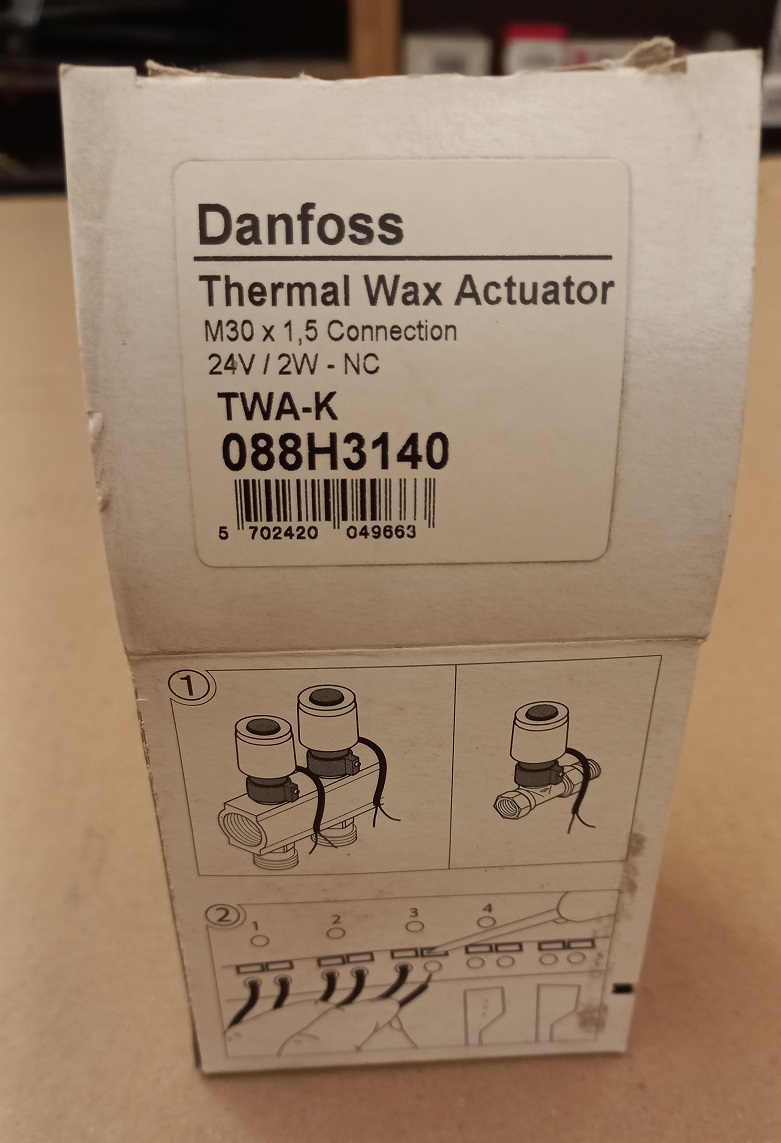 Danfoss
Thermal Wax Actuator
M30 x 1,5 Connection
24V / 2W - NC
TWA-K
088H3140
5 702420 049663
1
2
1 2 3 4